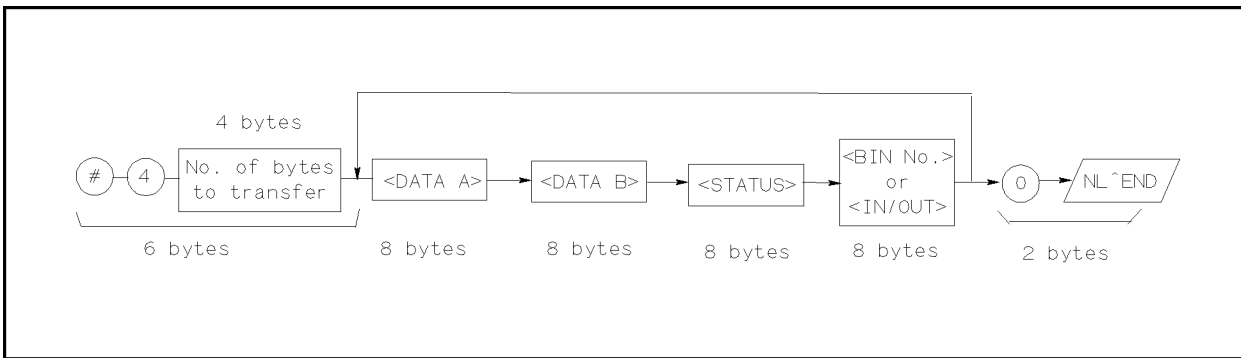 4 bytes
# 4 No. of bytes
to transfer
<DATA A>
<DATA B>
<STATUS>
<BIN No.>
or
<IN/OUT>
0
NL^END
6 bytes
8 bytes
8 bytes
8 bytes
8 bytes
2 bytes